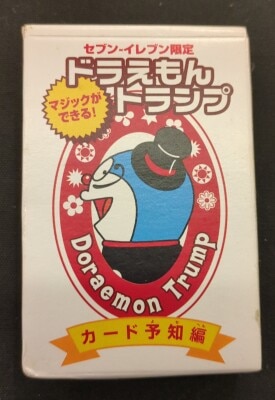 セブン-イレブン限定
ドラえもん
トランプ
マジックが
できる!
Doraemon Trump
カード予知編